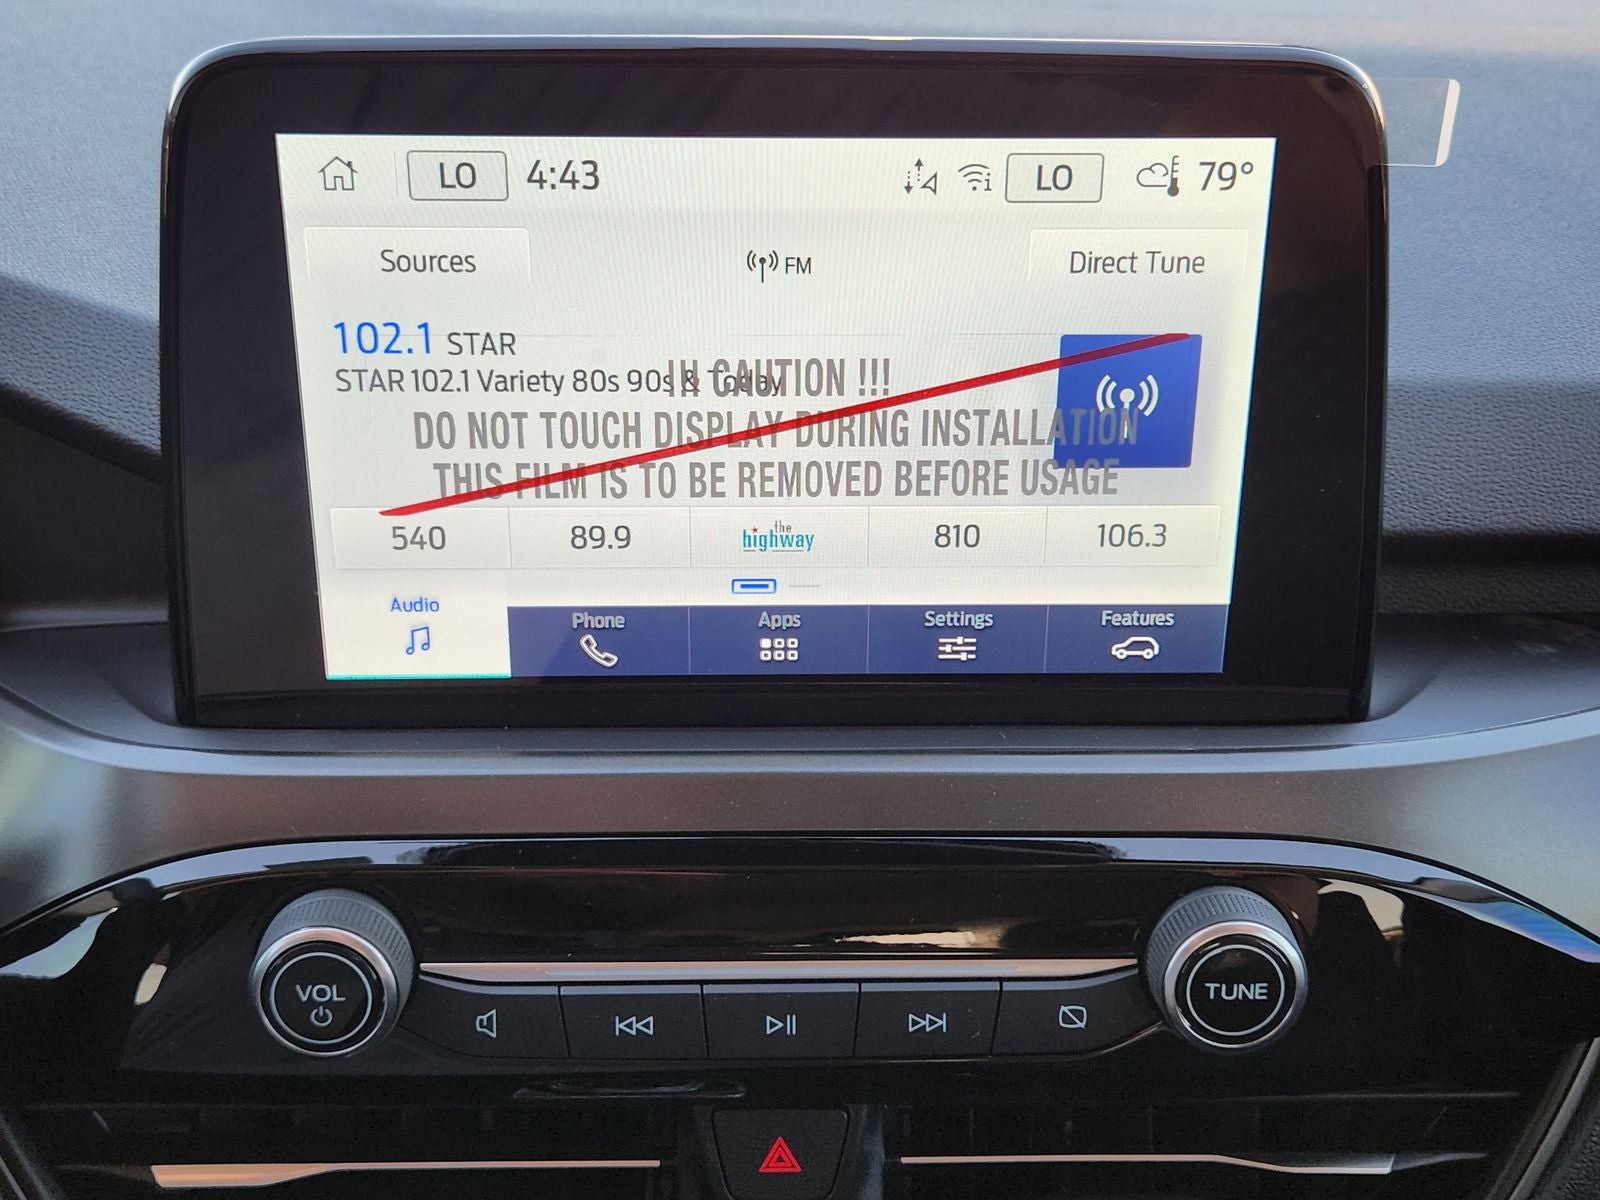 LO 4:43 LO 79°
Sources FM Direct Tune
102.1 STAR
STAR 102.1 Variety 80s 90s & Today
!!! CAUTION !!!
DO NOT TOUCH DISPLAY DURING INSTALLATION
THIS FILM IS TO BE REMOVED BEFORE USAGE
540 89.9 the highway 810 106.3
Audio Phone Apps Settings Features
VOL TUNE